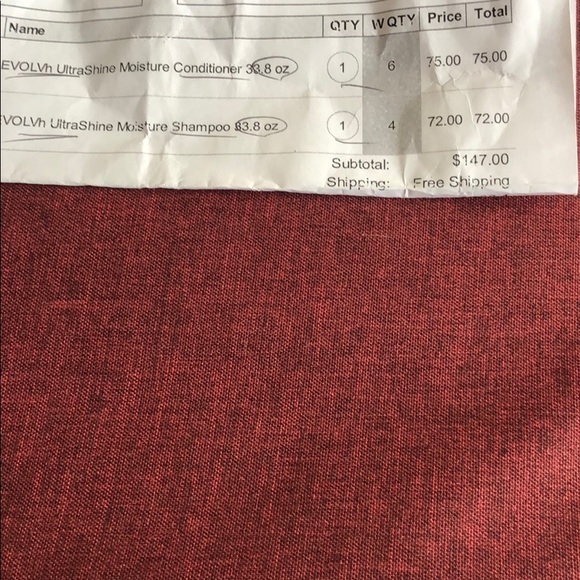 Name QTY WQTY Price Total
EVOLVh UltraShine Moisture Conditioner 33.8 oz 1 6 75.00 75.00
VOLVh UltraShine Moisture Shampoo 33.8 oz 1 4 72.00 72.00
Subtotal: $147.00
Shipping: Free Shipping